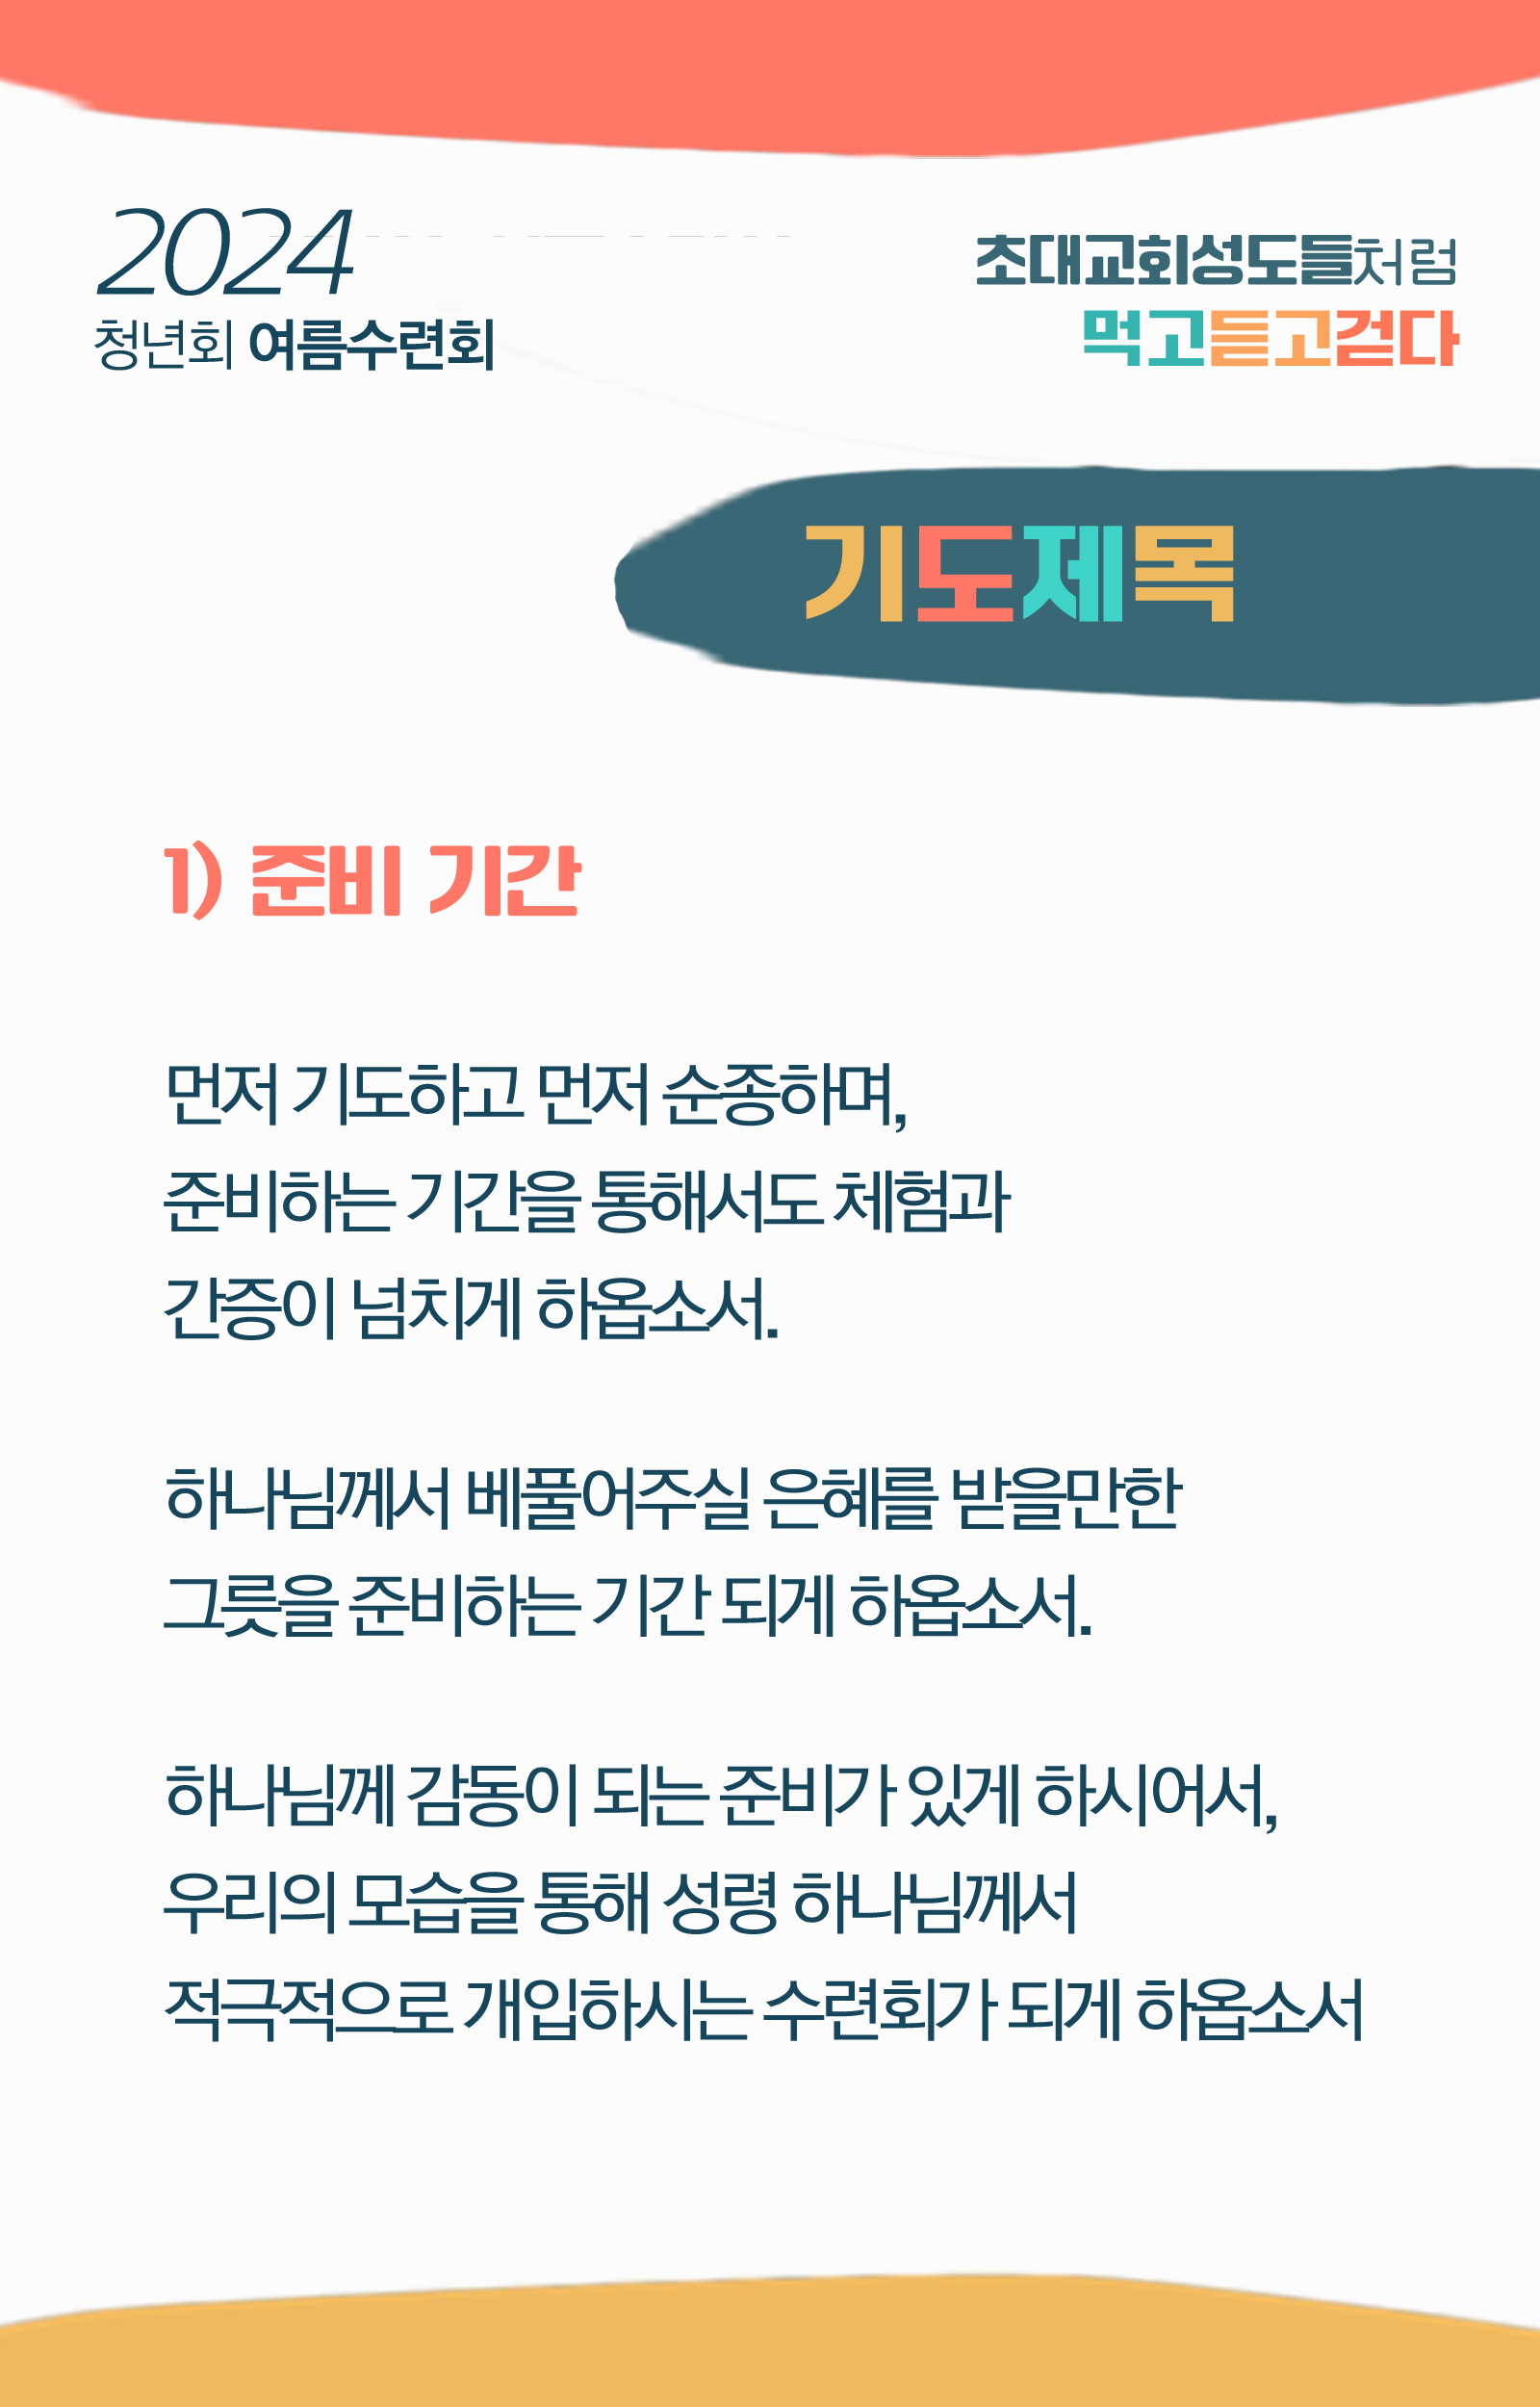 2024
청년회 여름수련회
초대교회성도들처럼
먹고듣고걷다
기도제목
1) 준비 기간
먼저 기도하고 먼저 순종하며,
준비하는 기간을 통해서도 체험과
간증이 넘치게 하옵소서.
하나님께서 베풀어주실 은혜를 받을만한
그릇을 준비하는 기간 되게 하옵소서.
하나님께 감동이 되는 준비가 있게 하시어서,
우리의 모습을 통해 성령 하나님께서
적극적으로 개입하시는 수련회가 되게 하옵소서